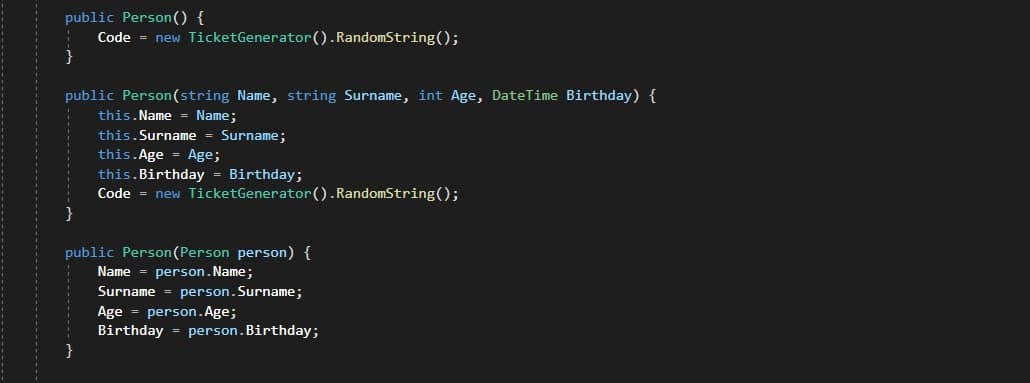 public Person() {
Code = new TicketGenerator().RandomString();
}
public Person(string Name, string Surname, int Age, DateTime Birthday) {
this.Name = Name;
this.Surname = Surname;
this.Age = Age;
this.Birthday = Birthday;
Code = new TicketGenerator().RandomString();
}
public Person(Person person) {
Name = person.Name;
Surname = person.Surname;
Age = person.Age;
Birthday = person.Birthday;
}